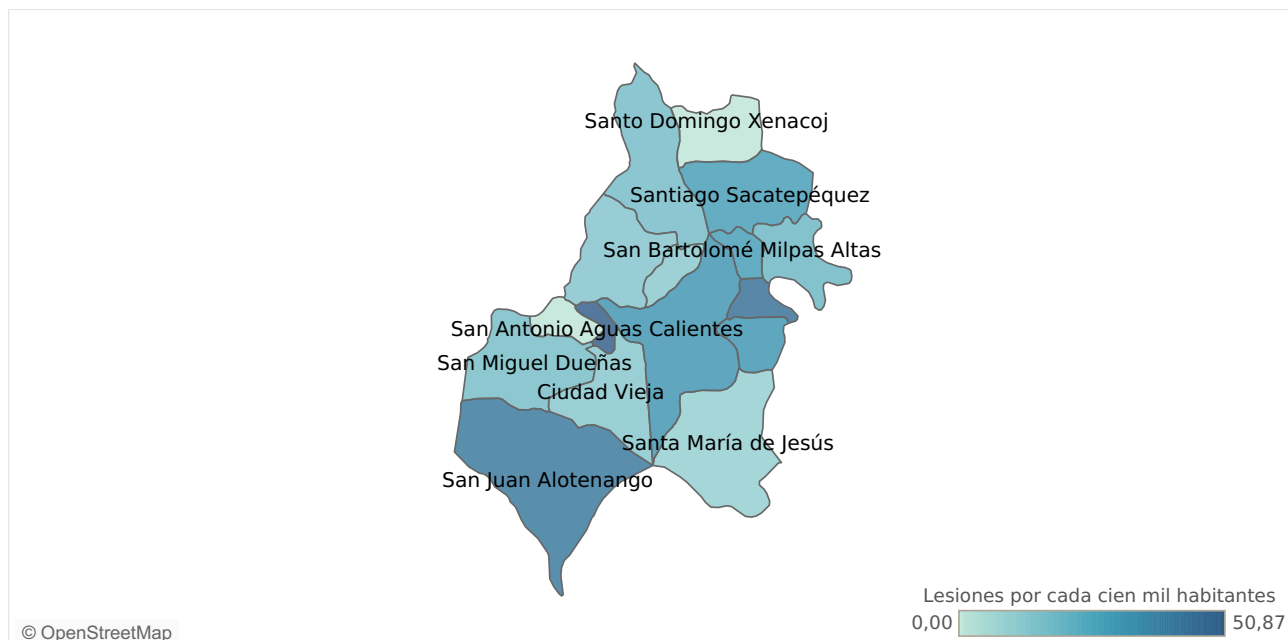 Santo Domingo Xenacoj
Santiago Sacatepéquez
San Bartolomé Milpas Altas
San Antonio Aguas Calientes
San Miguel Dueñas
Ciudad Vieja
Santa María de Jesús
San Juan Alotenango
Lesiones por cada cien mil habitantes
0,00 50,87
© OpenStreetMap